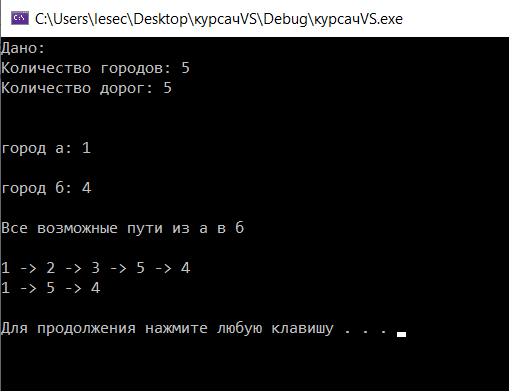 C:\Users\lesec\Desktop\курсачVS\Debug\курсачVS.exe
Дано:
Количество городов: 5
Количество дорог: 5
город а: 1
город б: 4
Все возможные пути из а в б
1 -> 2 -> 3 -> 5 -> 4
1 -> 5 -> 4
Для продолжения нажмите любую клавишу . . .